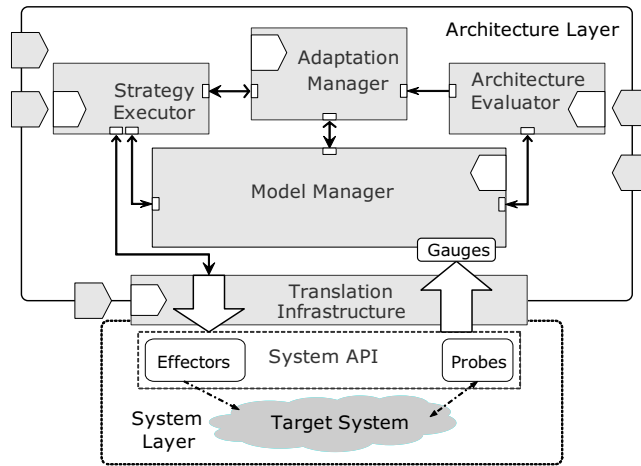 Architecture Layer
Strategy
Executor
Adaptation
Manager
Architecture
Evaluator
Model Manager
Gauges
Translation
Infrastructure
Effectors
System API
Probes
System
Layer
Target System